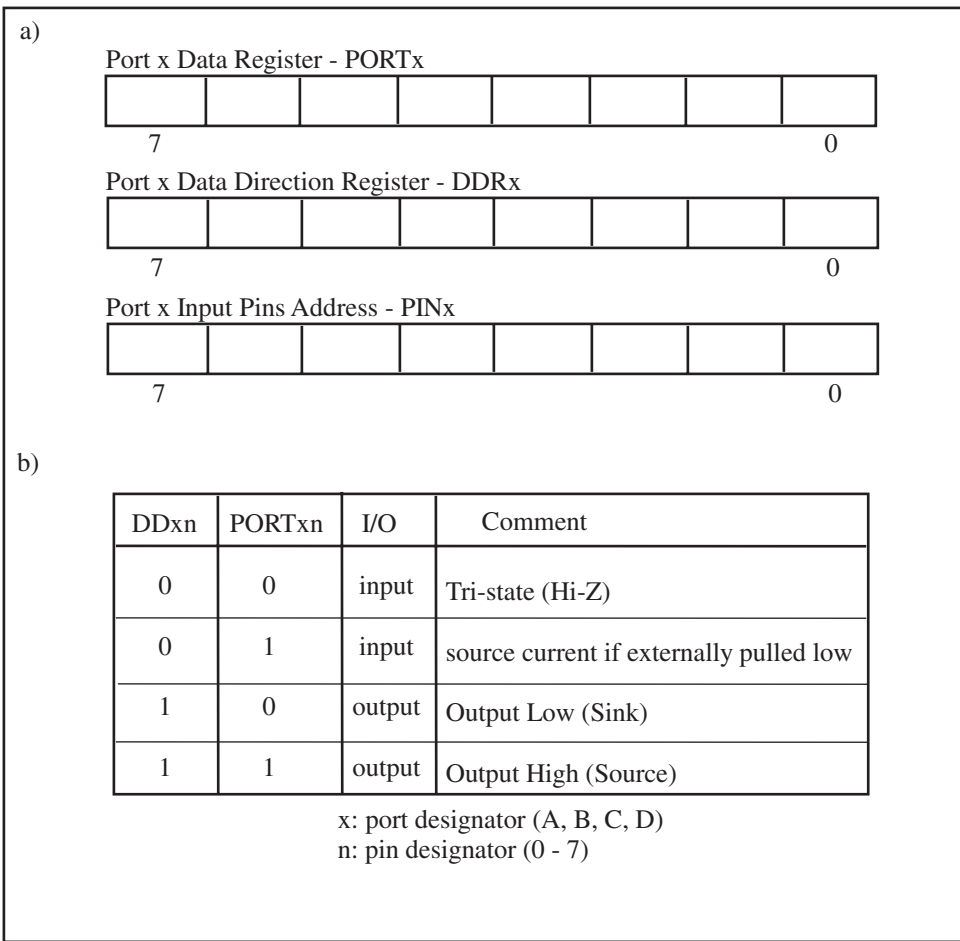 a)
Port x Data Register - PORTx
7 0
Port x Data Direction Register - DDRx
7 0
Port x Input Pins Address - PINx
7 0
b)
DDxn PORTxn I/O Comment
0 0 input Tri-state (Hi-Z)
0 1 input source current if externally pulled low
1 0 output Output Low (Sink)
1 1 output Output High (Source)
x: port designator (A, B, C, D)
n: pin designator (0 - 7)